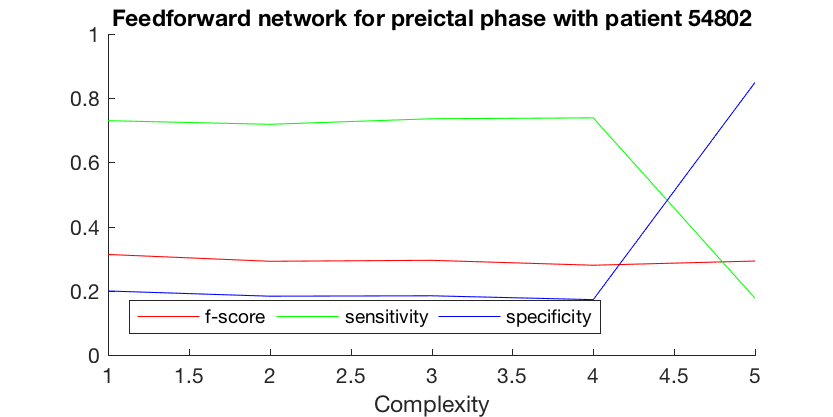 Feedforward network for preictal phase with patient 54802
1
0.8
0.6
0.4
0.2
0
f-score sensitivity specificity
1 1.5 2 2.5 3 3.5 4 4.5 5
Complexity